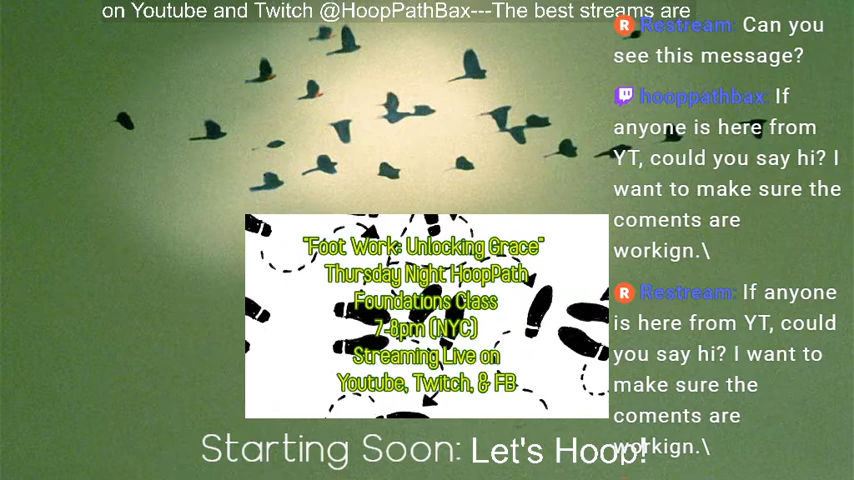 on Youtube and Twitch @HoopPathBax---The best streams are
Restream: Can you
see this message?
hooppathbax: If
anyone is here from
YT, could you say hi? I
want to make sure the
coments are
workign.\
Restream: If anyone
is here from YT, could
you say hi? I want to
make sure the
coments are
workign.\
"Foot Work: Unlocking Grace"
Thursday Night HoopPath
Foundations Class
7-8pm (NYC)
Streaming Live on
Youtube, Twitch, & FB
Starting Soon: Let's Hoop!